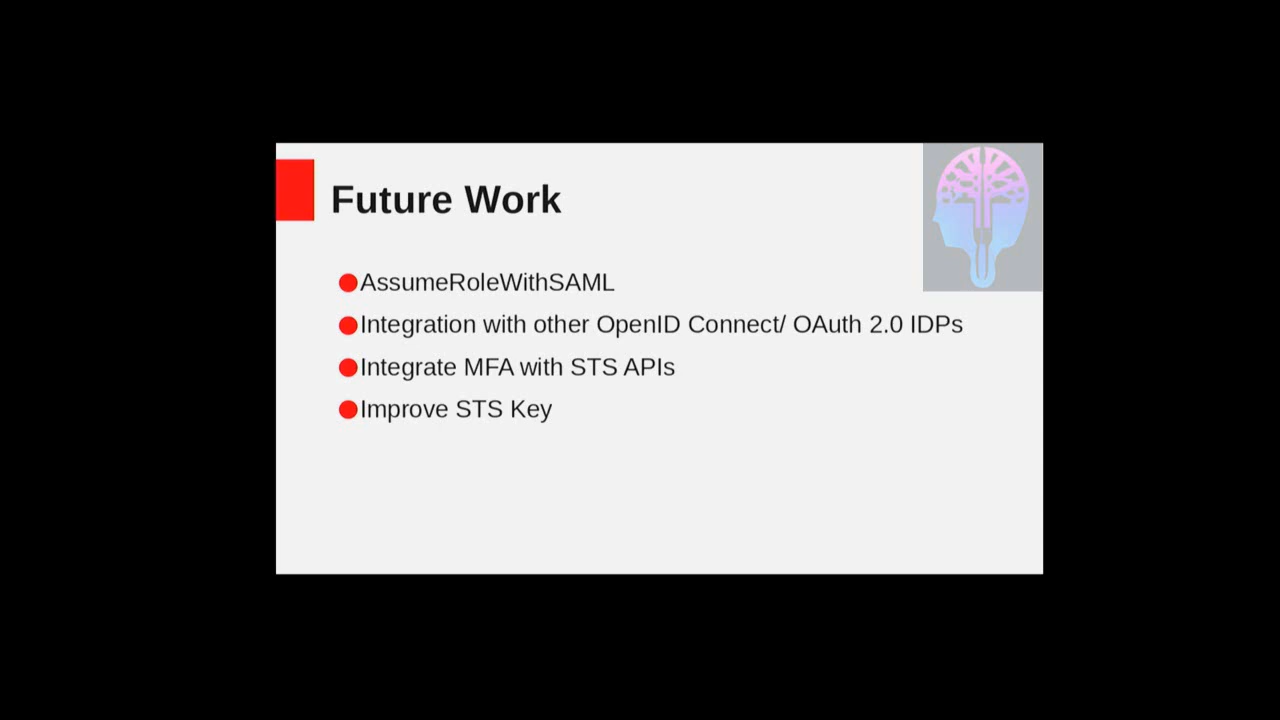 Future Work
AssumeRoleWithSAML
Integration with other OpenID Connect/ OAuth 2.0 IDPs
Integrate MFA with STS APIs
Improve STS Key